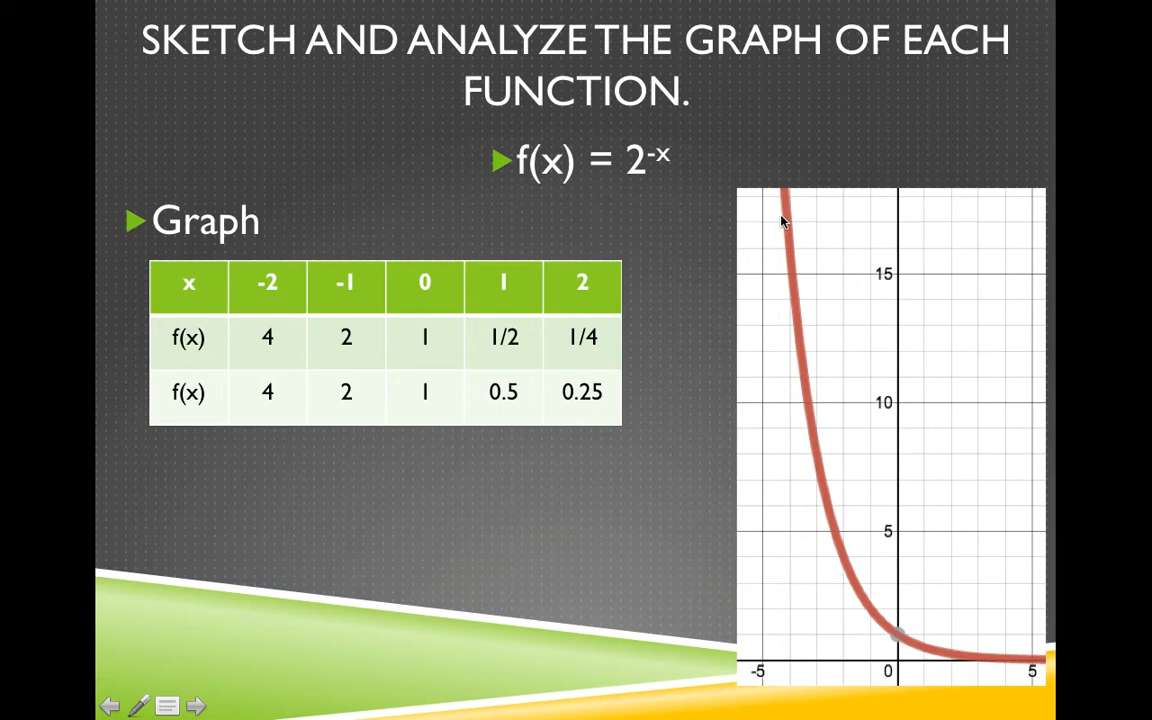 SKETCH AND ANALYZE THE GRAPH OF EACH
FUNCTION.
f(x) = 2⁻ˣ
Graph
x -2 -1 0 1 2
f(x) 4 2 1 1/2 1/4
f(x) 4 2 1 0.5 0.25
15
10
5
-5 0 5